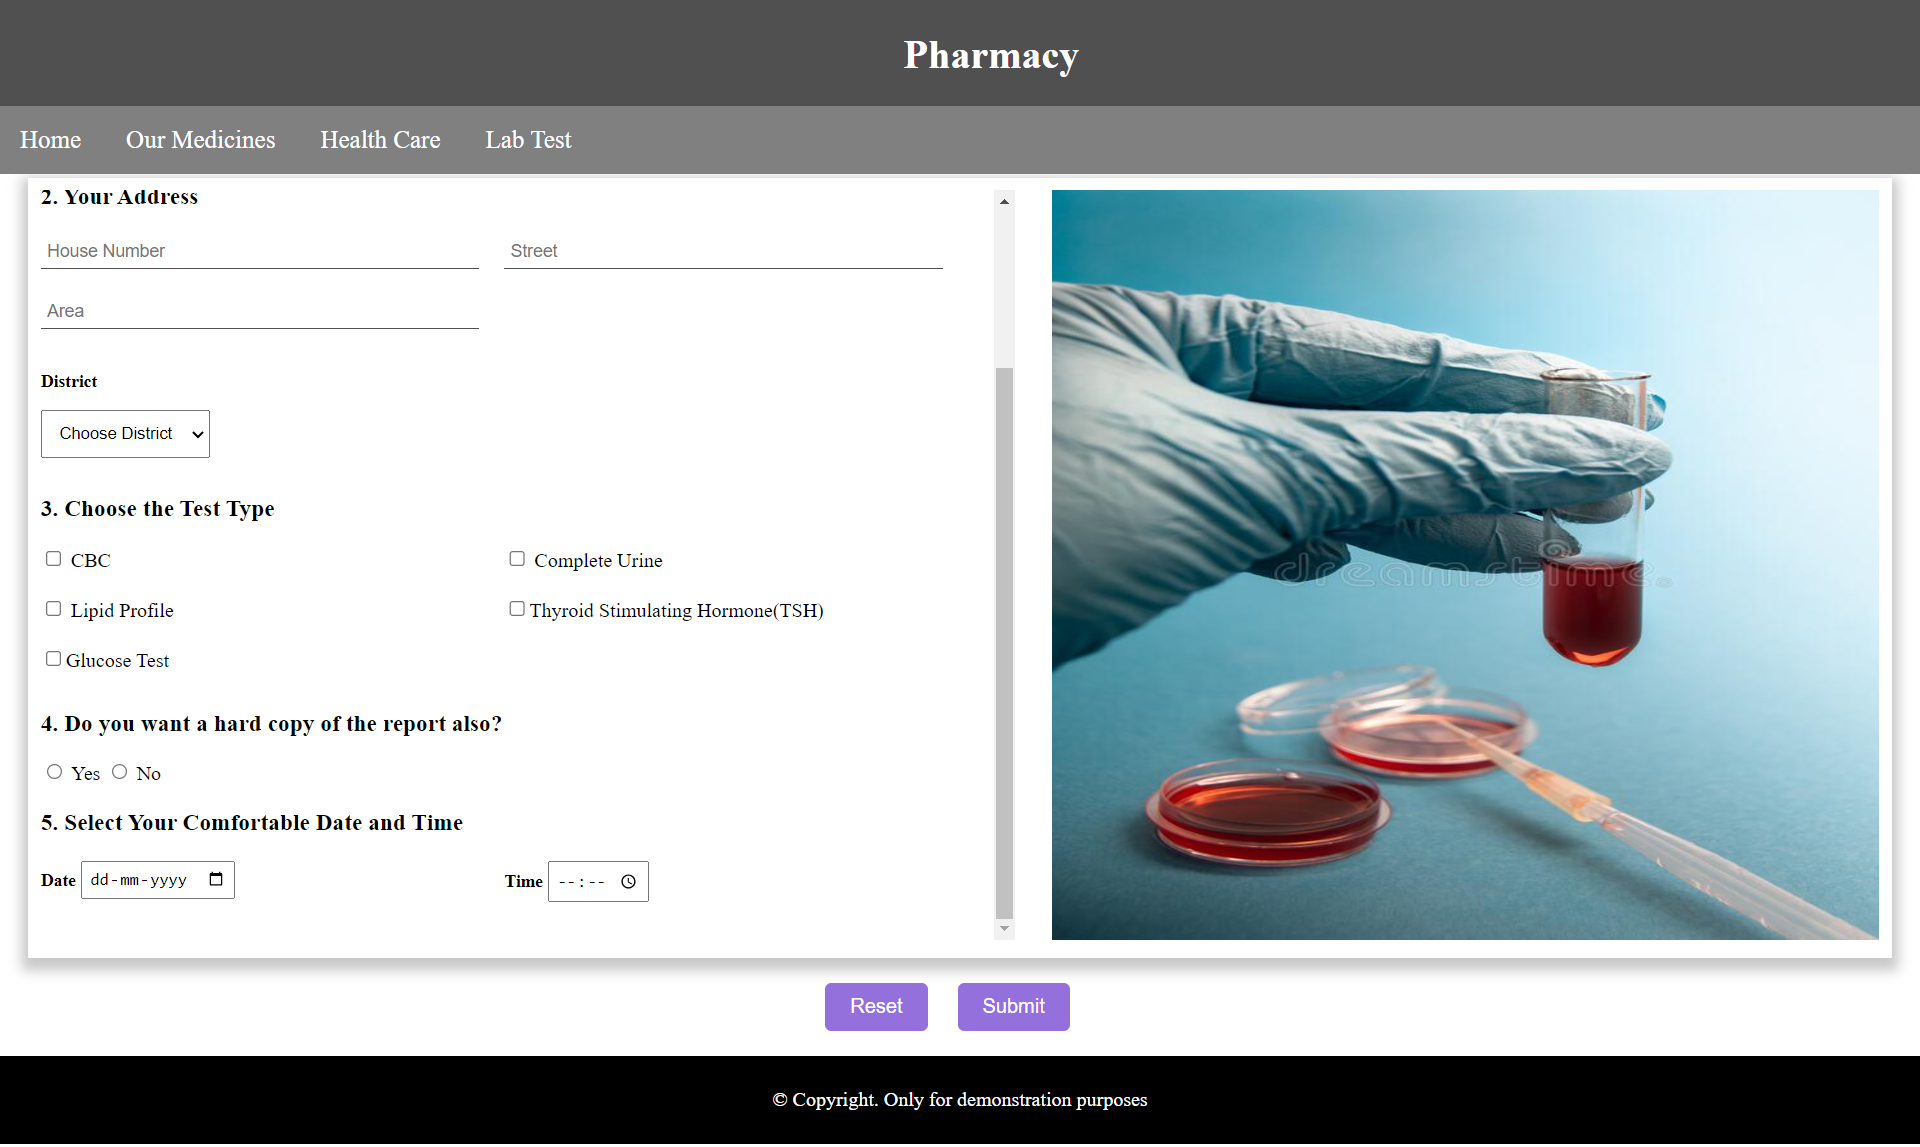 Pharmacy
Home Our Medicines Health Care Lab Test
2. Your Address
House Number Street
Area
District
Choose District
3. Choose the Test Type
CBC Complete Urine
Lipid Profile Thyroid Stimulating Hormone(TSH)
Glucose Test
4. Do you want a hard copy of the report also?
Yes No
5. Select Your Comfortable Date and Time
Date dd-mm-yyyy Time --:--
dreamstime.
Reset Submit
© Copyright. Only for demonstration purposes